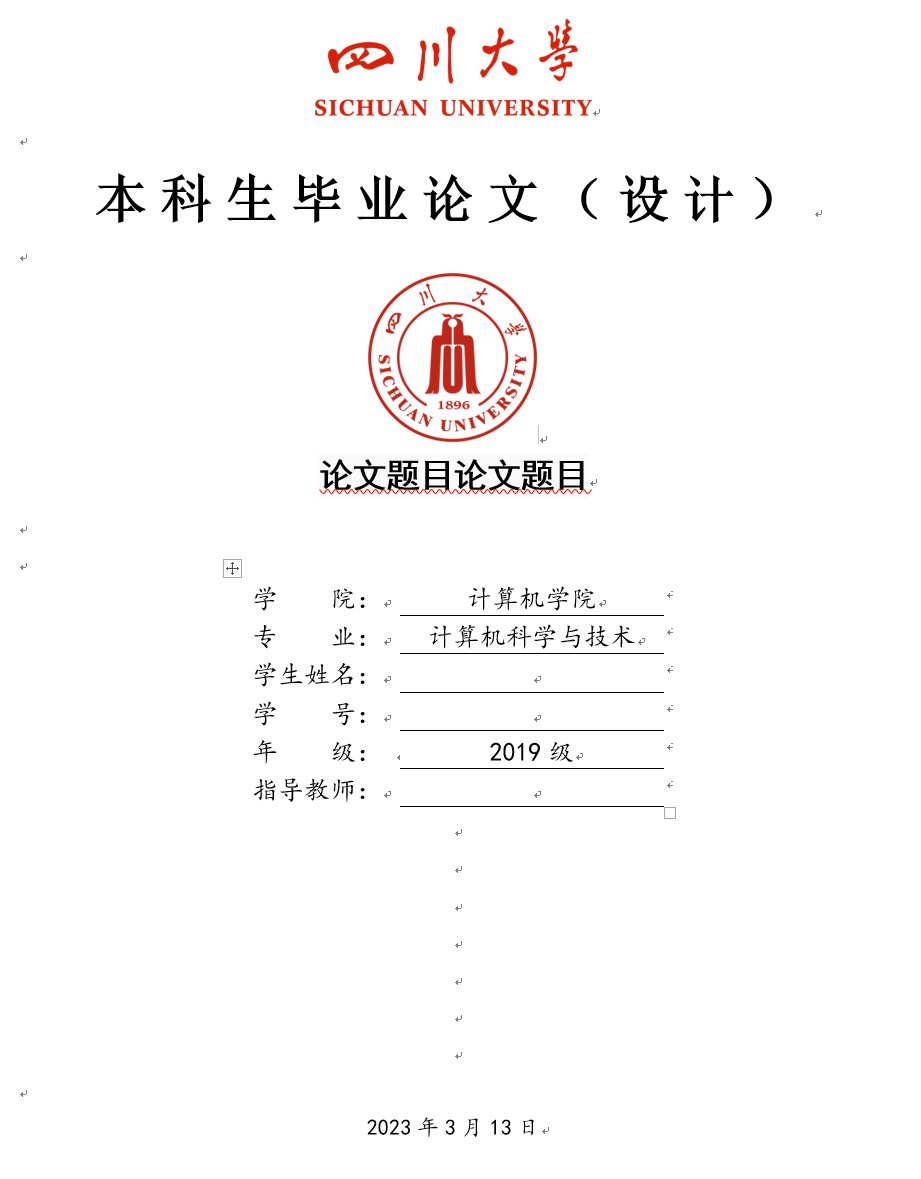 四川大學
SICHUAN UNIVERSITY
本科生毕业论文（设计）
四川大学
SICHUAN UNIVERSITY
1896
论文题目论文题目
学 院： 计算机学院
专 业： 计算机科学与技术
学生姓名：
学 号：
年 级： 2019 级
指导教师：
2023 年 3 月 13 日